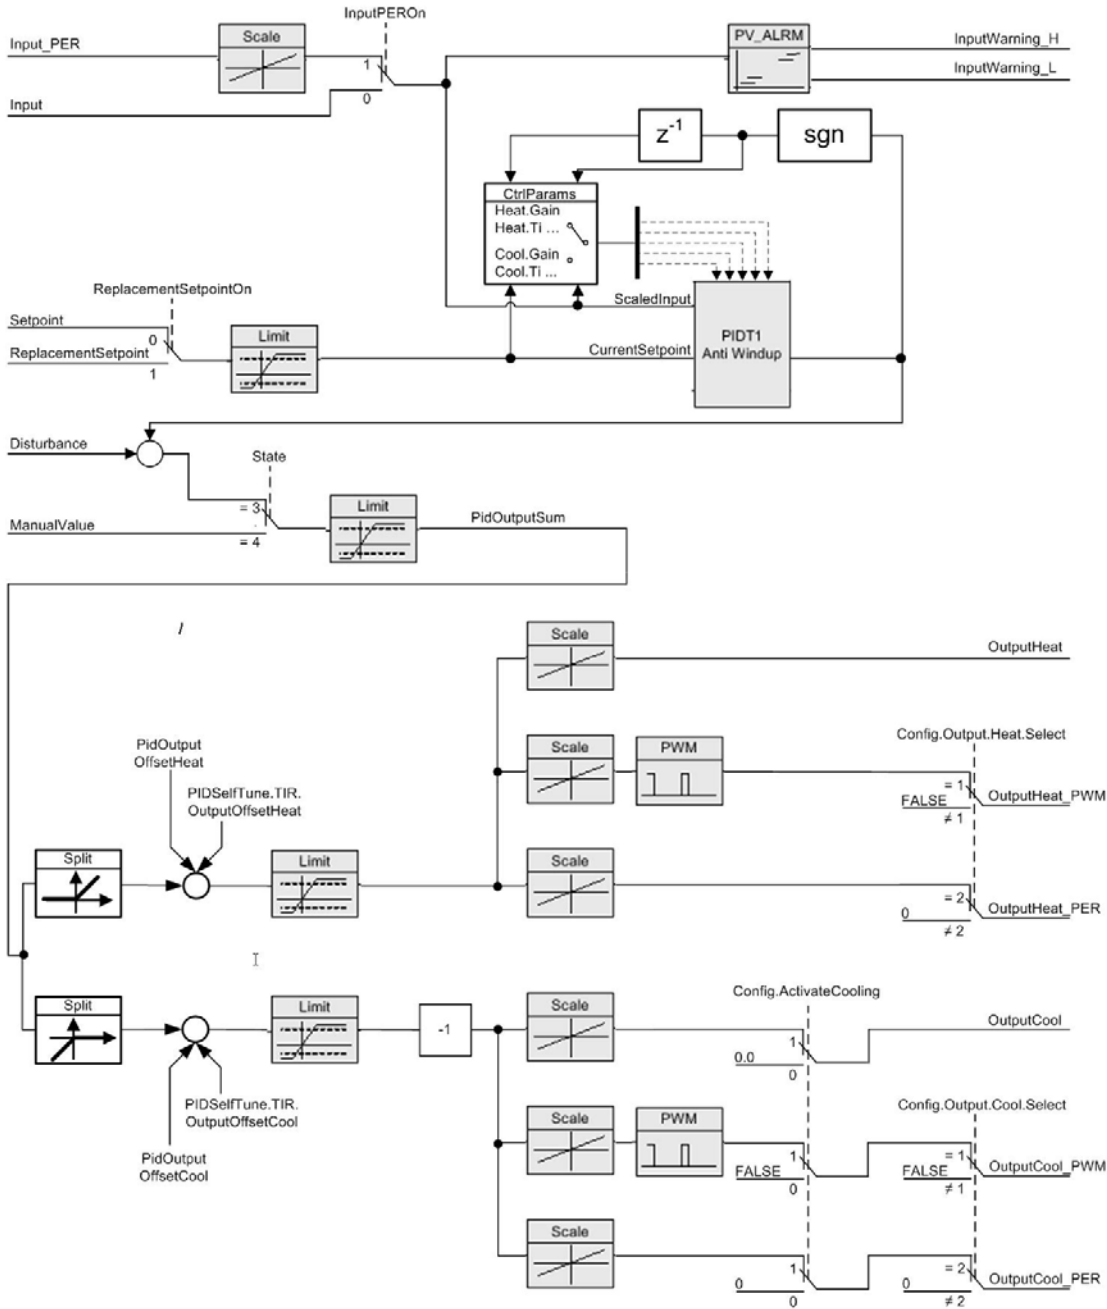 InputPEROn
Input_PER
Scale
1
PV_ALRM
InputWarning_H
InputWarning_L
Input
0
z-1
sgn
CtrlParams
Heat.Gain
Heat.Ti ...
Cool.Gain
Cool.Ti ...
ReplacementSetpointOn
ScaledInput
Setpoint
0
Limit
PIDT1
Anti Windup
ReplacementSetpoint
CurrentSetpoint
1
Disturbance
State
= 3
Limit
PidOutputSum
ManualValue
= 4
Scale
OutputHeat
PidOutput
OffsetHeat
Config.Output.Heat.Select
Scale
PWM
PIDSelfTune.TIR.
OutputOffsetHeat
= 1
FALSE
OutputHeat_PWM
≠ 1
Split
Limit
Scale
= 2
0
OutputHeat_PER
≠ 2
Config.ActivateCooling
Split
Limit
-1
Scale
OutputCool
1
0.0
0
PIDSelfTune.TIR.
OutputOffsetCool
Config.Output.Cool.Select
Scale
PWM
PidOutput
OffsetCool
1
FALSE
0
= 1
FALSE
OutputCool_PWM
≠ 1
Scale
1
0
0
= 2
0
OutputCool_PER
≠ 2